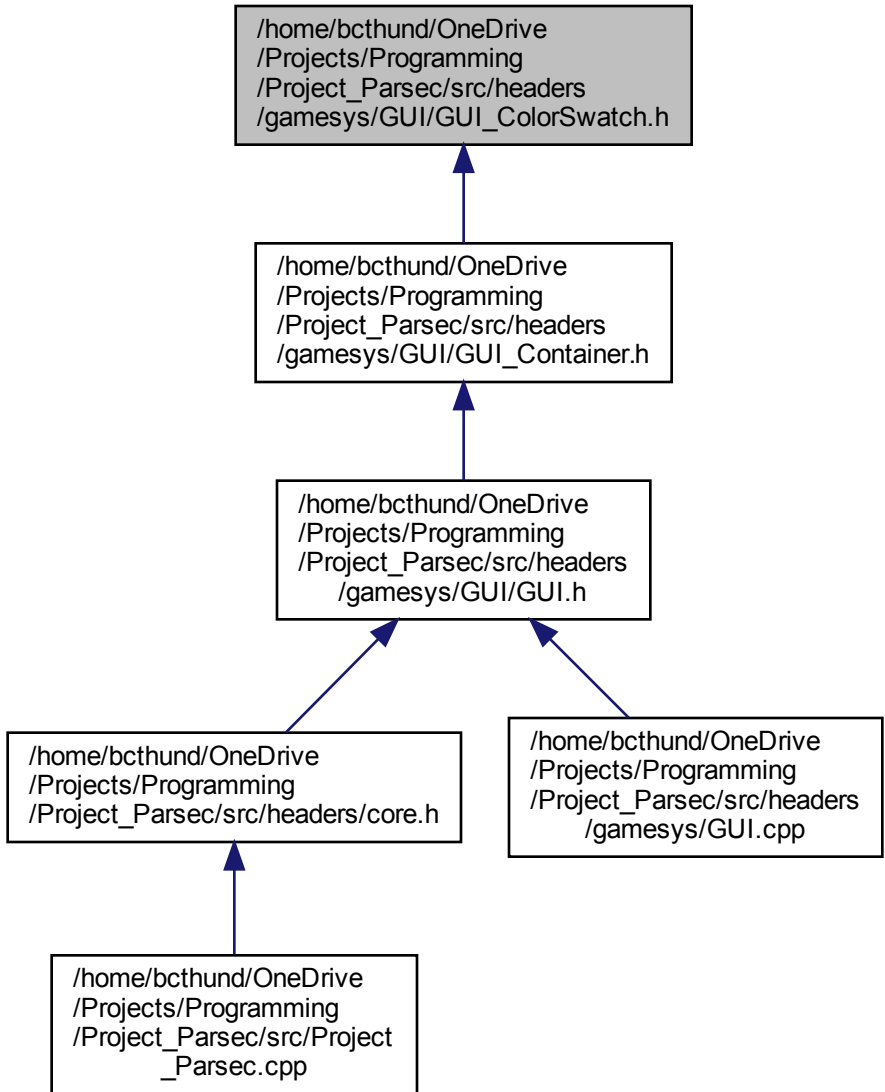 /home/bcthund/OneDrive
/Projects/Programming
/Project_Parsec/src/headers
/gamesys/GUI/GUI_ColorSwatch.h
/home/bcthund/OneDrive
/Projects/Programming
/Project_Parsec/src/headers
/gamesys/GUI/GUI_Container.h
/home/bcthund/OneDrive
/Projects/Programming
/Project_Parsec/src/headers
/gamesys/GUI/GUI.h
/home/bcthund/OneDrive
/Projects/Programming
/Project_Parsec/src/headers/core.h
/home/bcthund/OneDrive
/Projects/Programming
/Project_Parsec/src/headers
/gamesys/GUI.cpp
/home/bcthund/OneDrive
/Projects/Programming
/Project_Parsec/src/Project
_Parsec.cpp